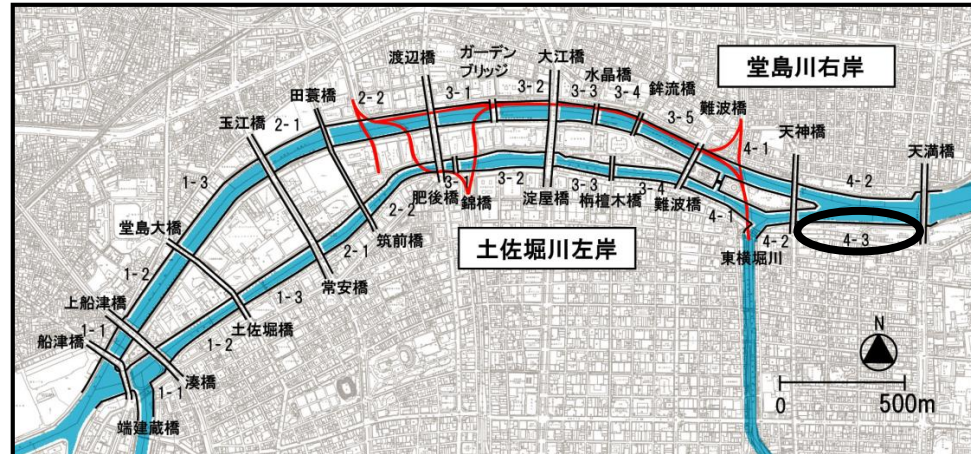 堂島川右岸
土佐堀川左岸
渡辺橋
ガーデン
ブリッジ
大江橋
水晶橋
鉾流橋
難波橋
天神橋
天満橋
田蓑橋
玉江橋
堂島大橋
上船津橋
船津橋
端建蔵橋
湊橋
土佐堀橋
常安橋
筑前橋
肥後橋
錦橋
淀屋橋
栴檀木橋
難波橋
東横堀川
1-1
1-2
1-3
2-1
2-2
3-1
3-2
3-3
3-4
3-5
4-1
4-2
1-1
1-2
1-3
2-1
2-2
3-1
3-2
3-3
3-4
4-1
4-2
4-3
N
0
500m